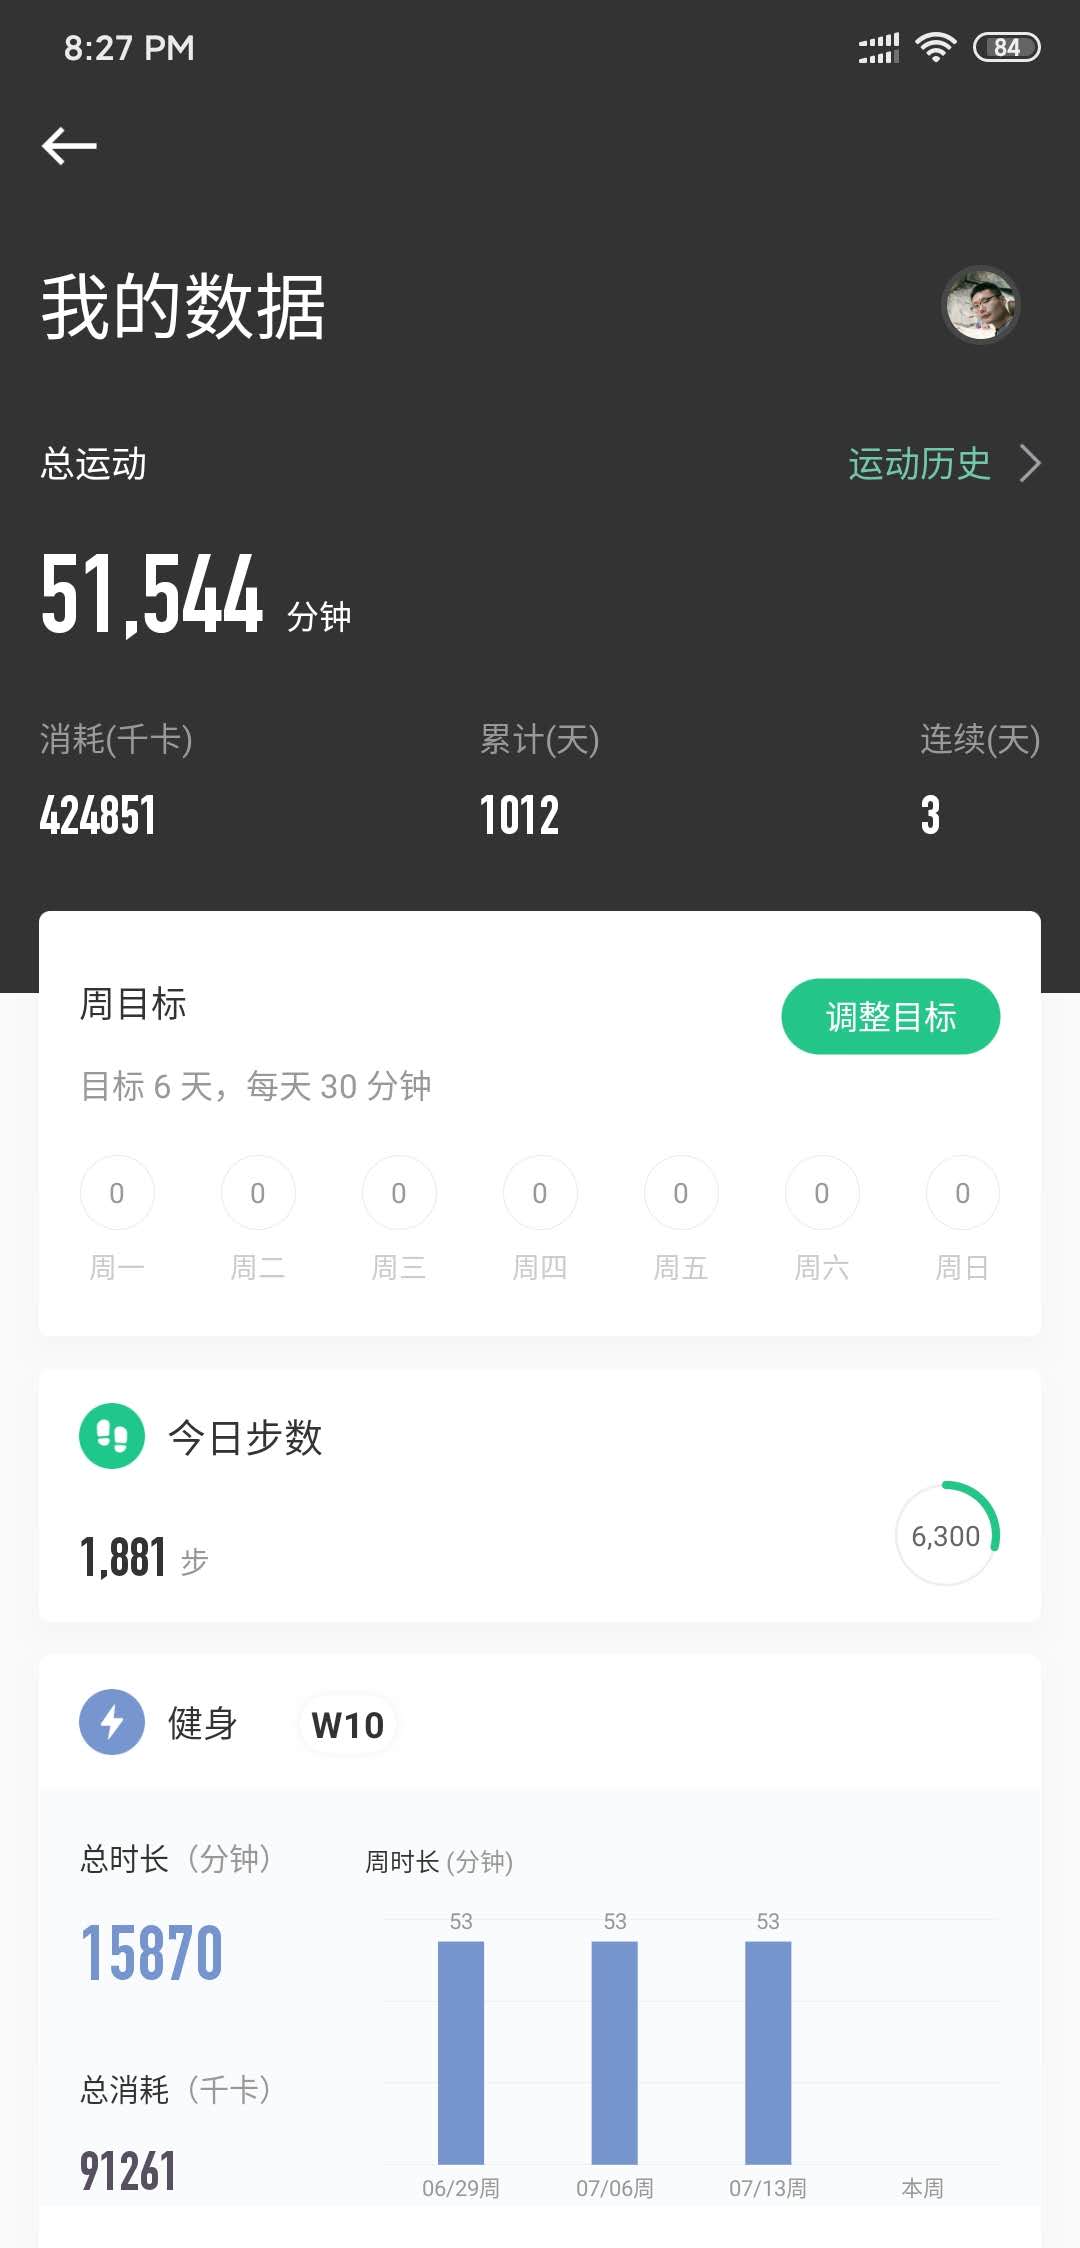 8:27 PM
84
我的数据
总运动
运动历史
51,544 分钟
消耗(千卡) 累计(天) 连续(天)
424851 1012 3
周目标
调整目标
目标 6 天，每天 30 分钟
0 0 0 0 0 0 0
周一 周二 周三 周四 周五 周六 周日
今日步数
1,881 步
6,300
健身 W10
总时长（分钟）
15870
总消耗（千卡）
91261
周时长 (分钟)
53 53 53
06/29周 07/06周 07/13周 本周